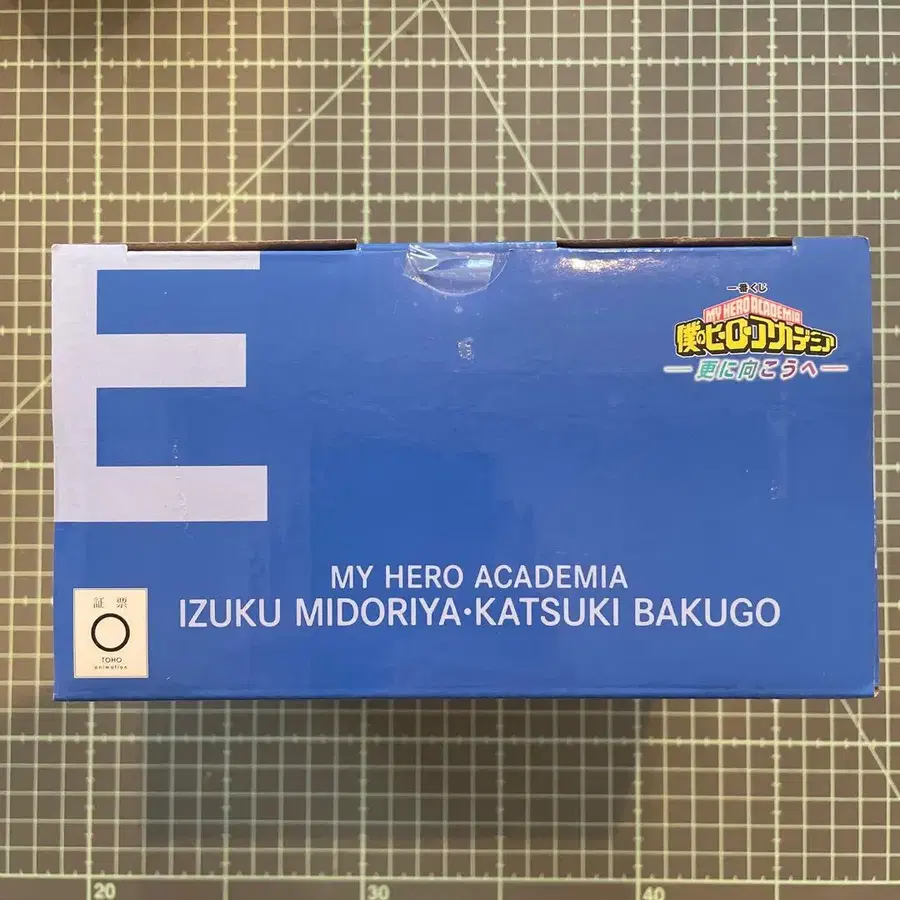 E
一番くじ
MY HERO ACADEMIA
僕のヒーローアカデミア
更に向こうへ
MY HERO ACADEMIA
IZUKU MIDORIYA・KATSUKI BAKUGO
証 票
TOHO
animation
20
30
40